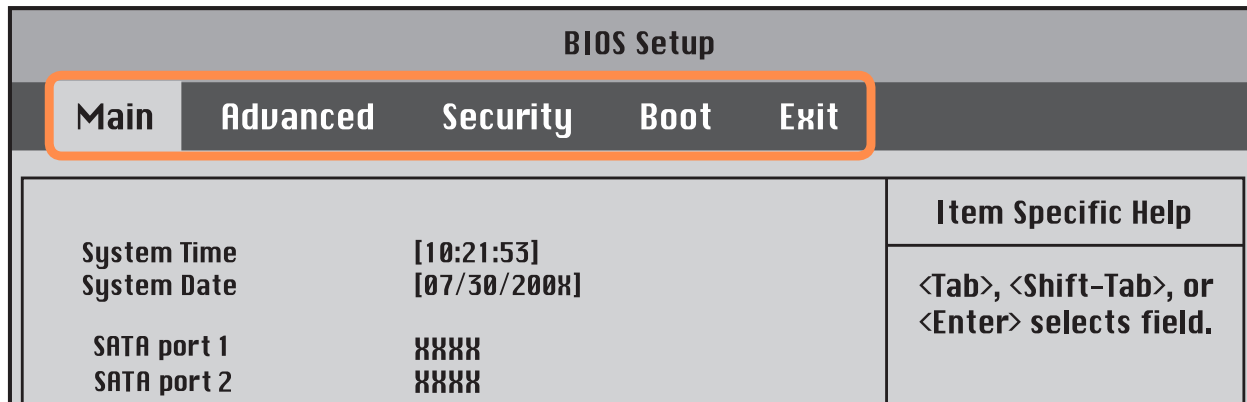 BIOS Setup
Main Advanced Security Boot Exit
System Time [10:21:53]
System Date [07/30/200X]
SATA port 1 XXXX
SATA port 2 XXXX
Item Specific Help
<Tab>, <Shift-Tab>, or
<Enter> selects field.